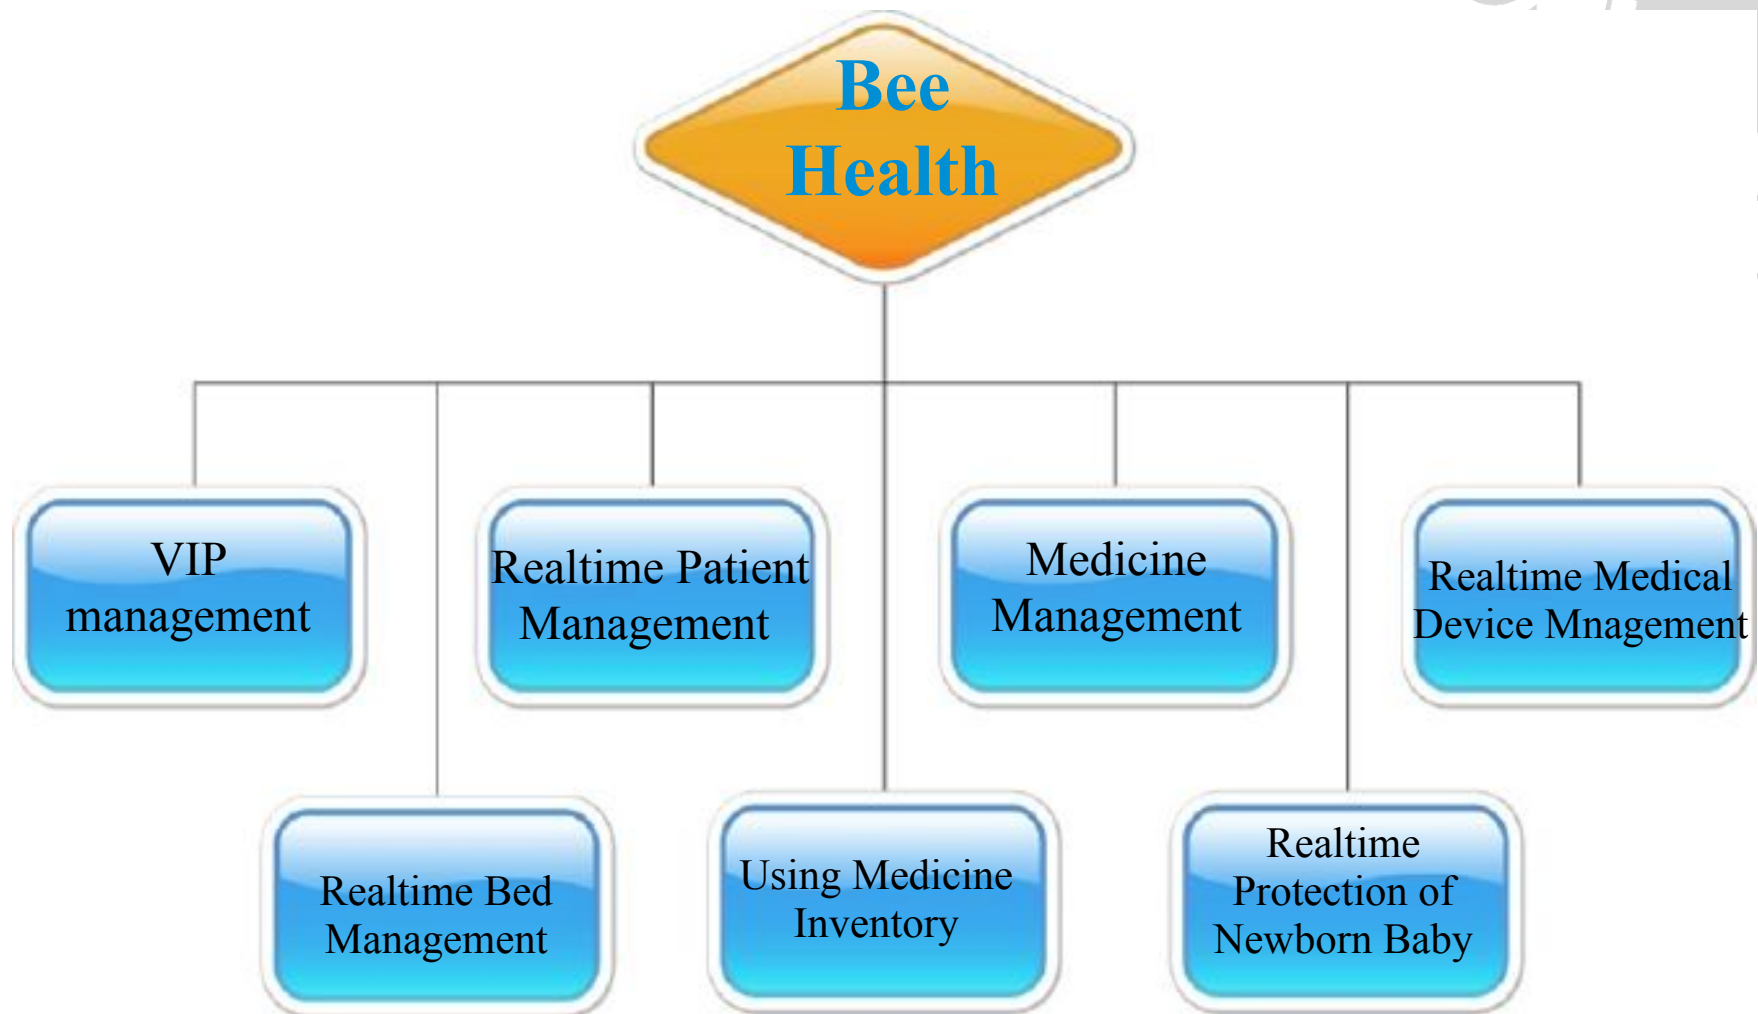 Bee
Health
VIP
management
Realtime Patient
Management
Medicine
Management
Realtime Medical
Device Mnagement
Realtime Bed
Management
Using Medicine
Inventory
Realtime
Protection of
Newborn Baby